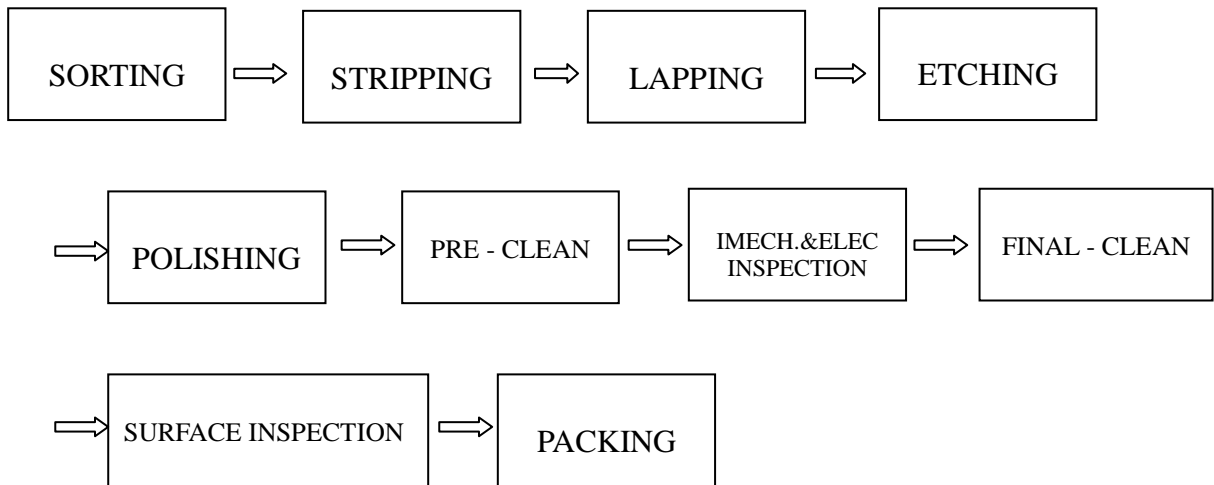 SORTING
STRIPPING
LAPPING
ETCHING
POLISHING
PRE - CLEAN
IMECH.&ELEC
INSPECTION
FINAL - CLEAN
SURFACE INSPECTION
PACKING